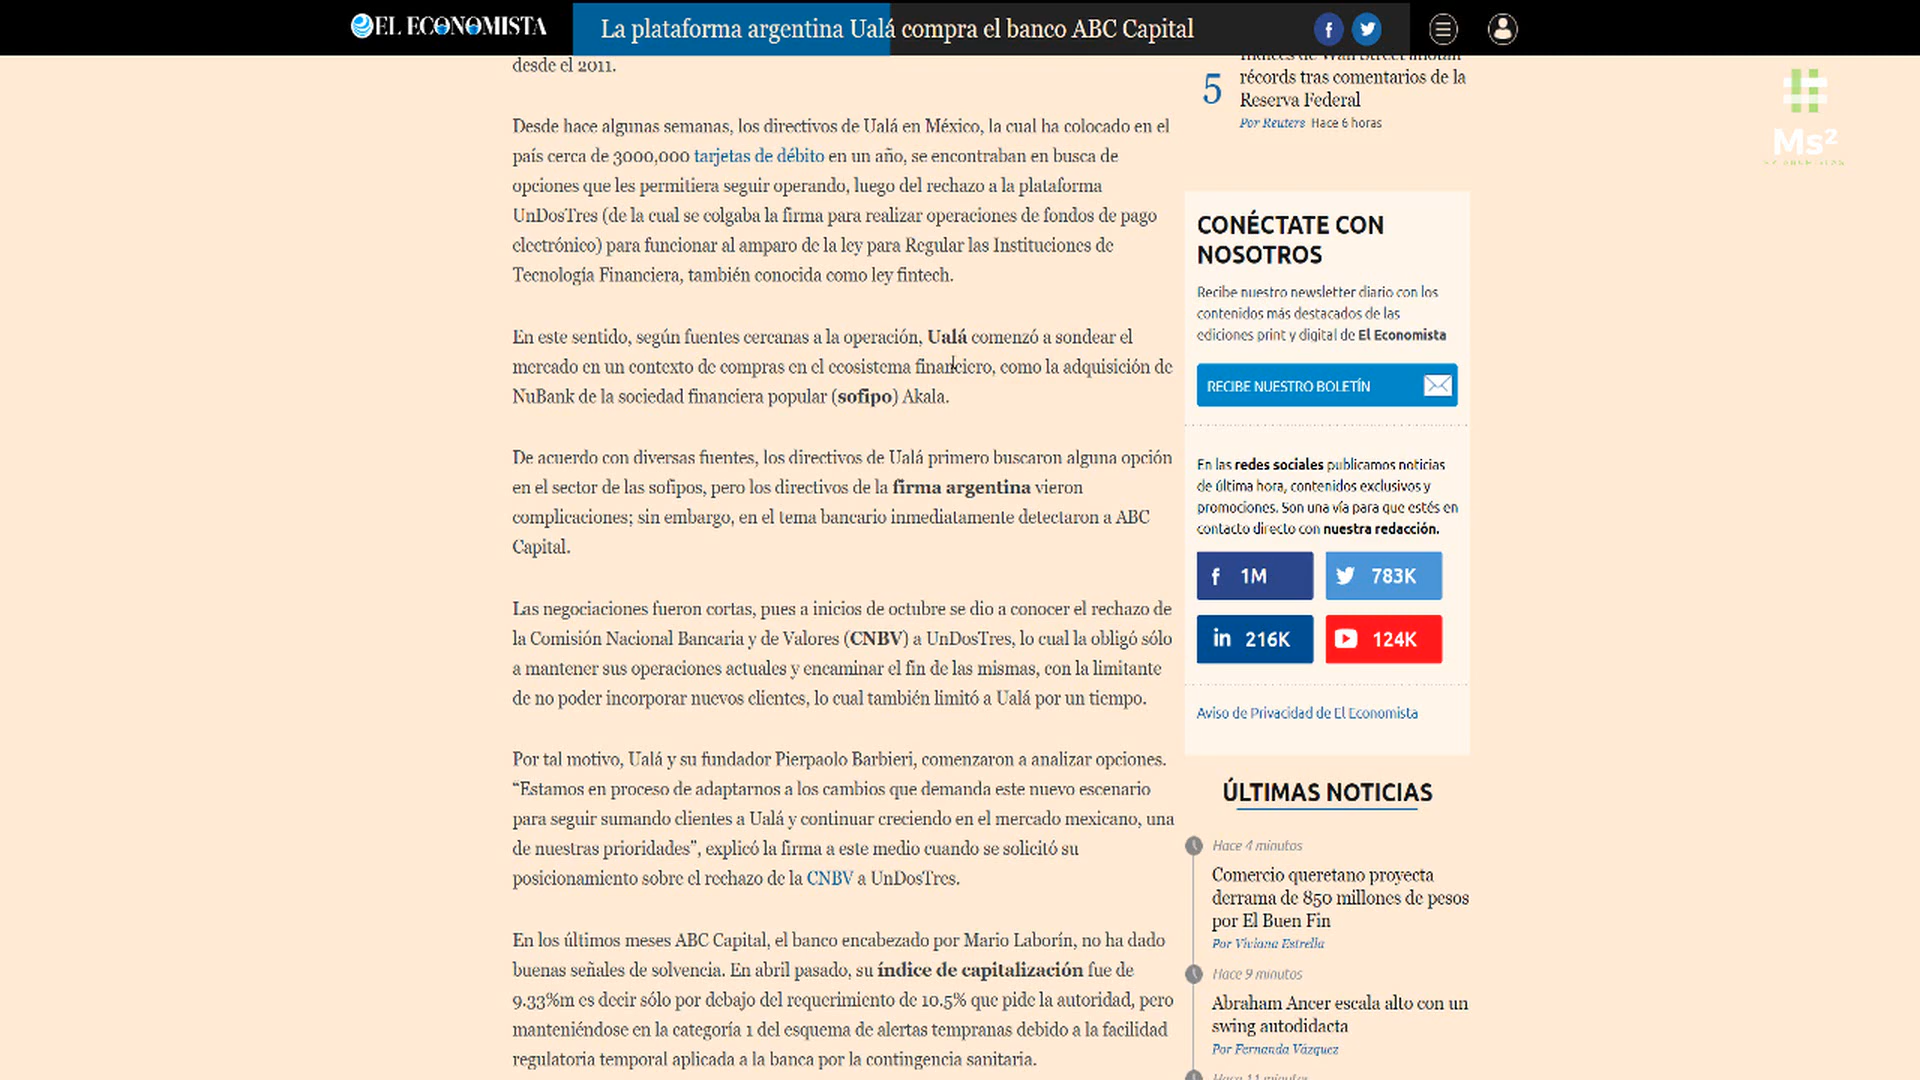 EL ECONOMISTA
La plataforma argentina Ualá compra el banco ABC Capital
desde el 2011.
Desde hace algunas semanas, los directivos de Ualá en México, la cual ha colocado en el
país cerca de 3000,000 tarjetas de débito en un año, se encontraban en busca de
opciones que les permitiera seguir operando, luego del rechazo a la plataforma
UnDosTres (de la cual se colgaba la firma para realizar operaciones de fondos de pago
electrónico) para funcionar al amparo de la ley para Regular las Instituciones de
Tecnología Financiera, también conocida como ley fintech.
En este sentido, según fuentes cercanas a la operación, Ualá comenzó a sondear el
mercado en un contexto de compras en el ecosistema financiero, como la adquisición de
NuBank de la sociedad financiera popular (sofipo) Akala.
De acuerdo con diversas fuentes, los directivos de Ualá primero buscaron alguna opción
en el sector de las sofipos, pero los directivos de la firma argentina vieron
complicaciones; sin embargo, en el tema bancario inmediatamente detectaron a ABC
Capital.
Las negociaciones fueron cortas, pues a inicios de octubre se dio a conocer el rechazo de
la Comisión Nacional Bancaria y de Valores (CNBV) a UnDosTres, lo cual la obligó sólo
a mantener sus operaciones actuales y encaminar el fin de las mismas, con la limitante
de no poder incorporar nuevos clientes, lo cual también limitó a Ualá por un tiempo.
Por tal motivo, Ualá y su fundador Pierpaolo Barbieri, comenzaron a analizar opciones.
“Estamos en proceso de adaptarnos a los cambios que demanda este nuevo escenario
para seguir sumando clientes a Ualá y continuar creciendo en el mercado mexicano, una
de nuestras prioridades”, explicó la firma a este medio cuando se solicitó su
posicionamiento sobre el rechazo de la CNBV a UnDosTres.
En los últimos meses ABC Capital, el banco encabezado por Mario Laborín, no ha dado
buenas señales de solvencia. En abril pasado, su índice de capitalización fue de
9.33%m es decir sólo por debajo del requerimiento de 10.5% que pide la autoridad, pero
manteniéndose en la categoría 1 del esquema de alertas tempranas debido a la facilidad
regulatoria temporal aplicada a la banca por la contingencia sanitaria.
5
Índices de Wall Street anotan
récords tras comentarios de la
Reserva Federal
Por Reuters Hace 6 horas
CONÉCTATE CON
NOSOTROS
Recibe nuestro newsletter diario con los
contenidos más destacados de las
ediciones print y digital de El Economista
RECIBE NUESTRO BOLETÍN
En las redes sociales publicamos noticias
de última hora, contenidos exclusivos y
promociones. Son una vía para que estés en
contacto directo con nuestra redacción.
f 1M
783K
in 216K
124K
Aviso de Privacidad de El Economista
ÚLTIMAS NOTICIAS
Hace 4 minutos
Comercio queretano proyecta
derrama de 850 millones de pesos
por El Buen Fin
Por Viviana Estrella
Hace 9 minutos
Abraham Ancer escala alto con un
swing autodidacta
Por Fernanda Vázquez
Hace 11 minutos
Ms²